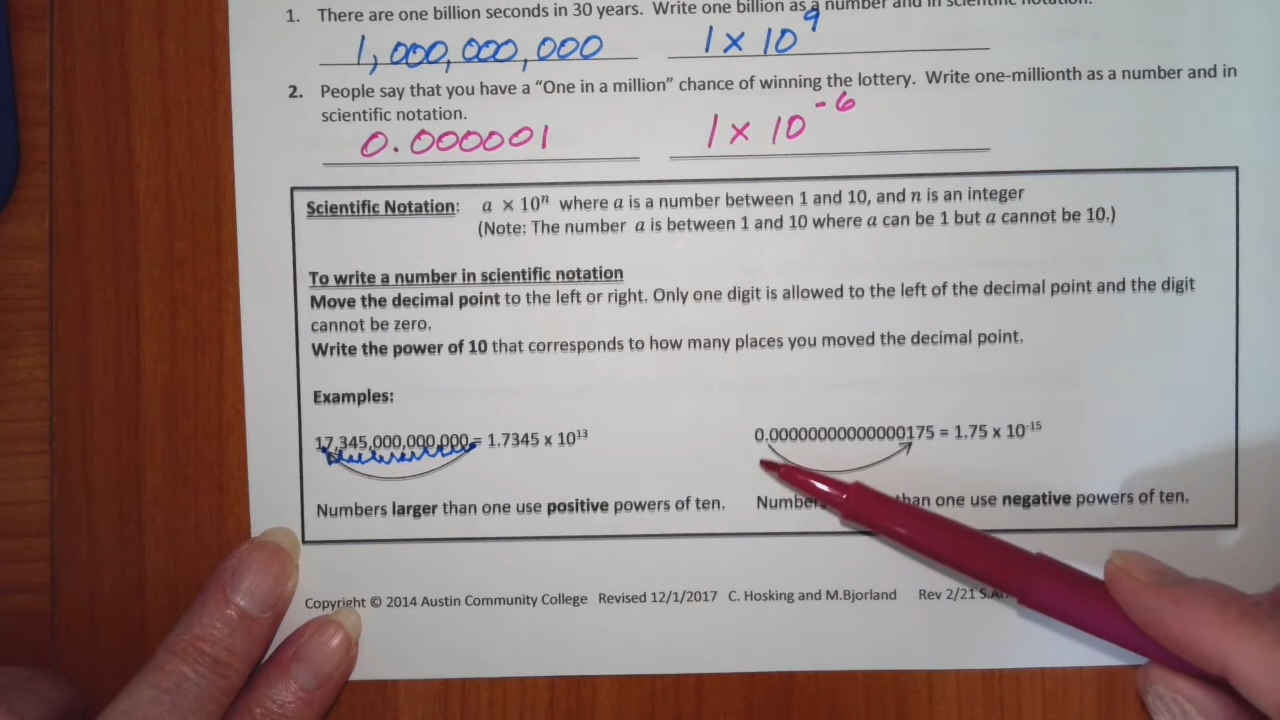 1. There are one billion seconds in 30 years. Write one billion as a number and in scientific notation.
1,000,000,000 1 x 10^9
2. People say that you have a “One in a million” chance of winning the lottery. Write one-millionth as a number and in
scientific notation.
0.000001 1 x 10^-6
Scientific Notation: a × 10^n where a is a number between 1 and 10, and n is an integer
(Note: The number a is between 1 and 10 where a can be 1 but a cannot be 10.)
To write a number in scientific notation
Move the decimal point to the left or right. Only one digit is allowed to the left of the decimal point and the digit
cannot be zero.
Write the power of 10 that corresponds to how many places you moved the decimal point.
Examples:
17,345,000,000,000 = 1.7345 x 10^13 0.00000000000000175 = 1.75 x 10^-15
Numbers larger than one use positive powers of ten. Numbers than one use negative powers of ten.
Copyright © 2014 Austin Community College Revised 12/1/2017 C. Hosking and M.Bjorland Rev 2/21